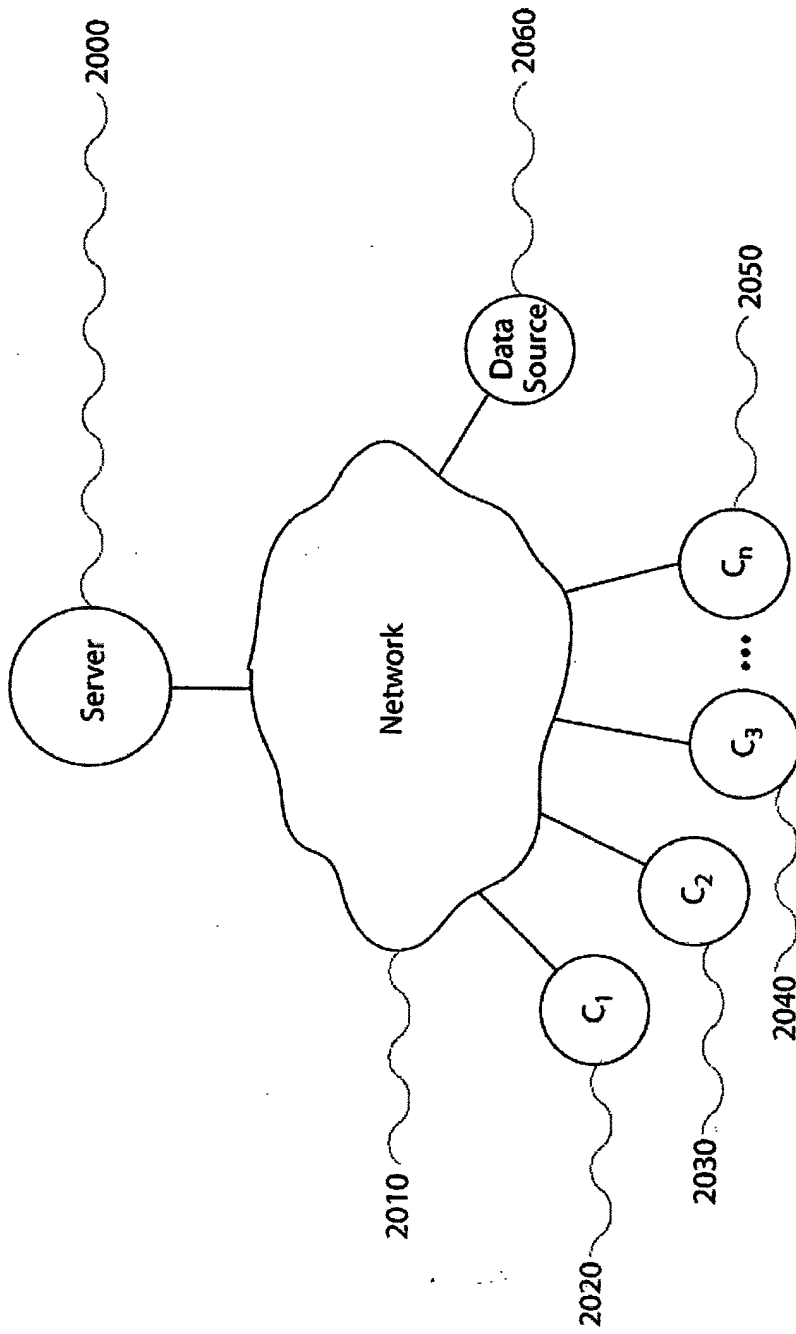 2000
Server
2060
Data
Source
Network
2010
C₁
2020
C₂
2030
C₃
2040
...
Cₙ
2050